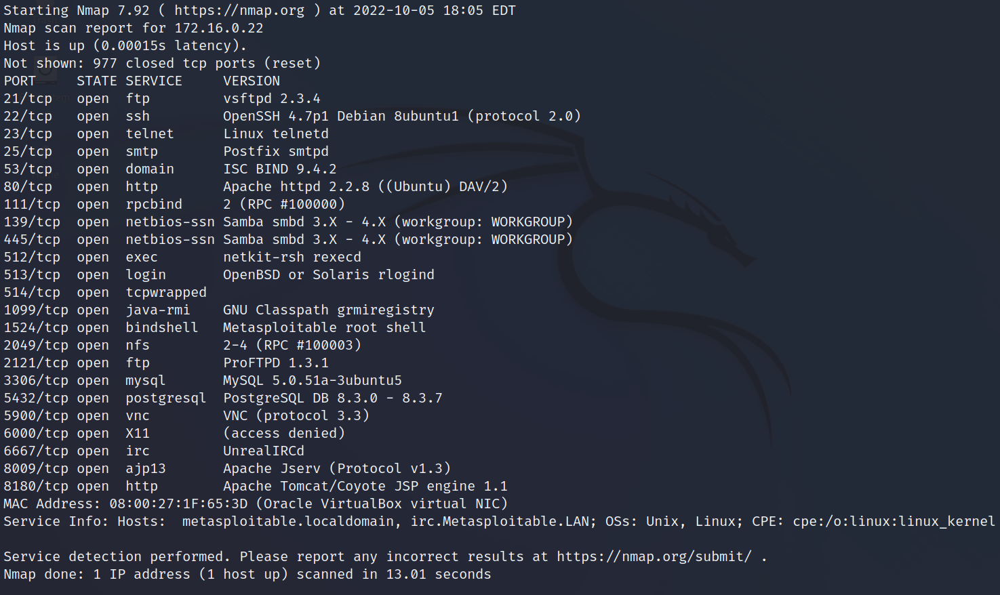 Starting Nmap 7.92 ( https://nmap.org ) at 2022-10-05 18:05 EDT
Nmap scan report for 172.16.0.22
Host is up (0.00015s latency).
Not shown: 977 closed tcp ports (reset)
PORT     STATE SERVICE     VERSION
21/tcp   open  ftp         vsftpd 2.3.4
22/tcp   open  ssh         OpenSSH 4.7p1 Debian 8ubuntu1 (protocol 2.0)
23/tcp   open  telnet      Linux telnetd
25/tcp   open  smtp        Postfix smtpd
53/tcp   open  domain      ISC BIND 9.4.2
80/tcp   open  http        Apache httpd 2.2.8 ((Ubuntu) DAV/2)
111/tcp  open  rpcbind     2 (RPC #100000)
139/tcp  open  netbios-ssn Samba smbd 3.X - 4.X (workgroup: WORKGROUP)
445/tcp  open  netbios-ssn Samba smbd 3.X - 4.X (workgroup: WORKGROUP)
512/tcp  open  exec        netkit-rsh rexecd
513/tcp  open  login       OpenBSD or Solaris rlogind
514/tcp  open  tcpwrapped
1099/tcp open  java-rmi    GNU Classpath grmiregistry
1524/tcp open  bindshell   Metasploitable root shell
2049/tcp open  nfs         2-4 (RPC #100003)
2121/tcp open  ftp         ProFTPD 1.3.1
3306/tcp open  mysql       MySQL 5.0.51a-3ubuntu5
5432/tcp open  postgresql  PostgreSQL DB 8.3.0 - 8.3.7
5900/tcp open  vnc         VNC (protocol 3.3)
6000/tcp open  X11         (access denied)
6667/tcp open  irc         UnrealIRCd
8009/tcp open  ajp13       Apache Jserv (Protocol v1.3)
8180/tcp open  http        Apache Tomcat/Coyote JSP engine 1.1
MAC Address: 08:00:27:1F:65:3D (Oracle VirtualBox virtual NIC)
Service Info: Hosts:  metasploitable.localdomain, irc.Metasploitable.LAN; OSs: Unix, Linux; CPE: cpe:/o:linux:linux_kernel

Service detection performed. Please report any incorrect results at https://nmap.org/submit/ .
Nmap done: 1 IP address (1 host up) scanned in 13.01 seconds